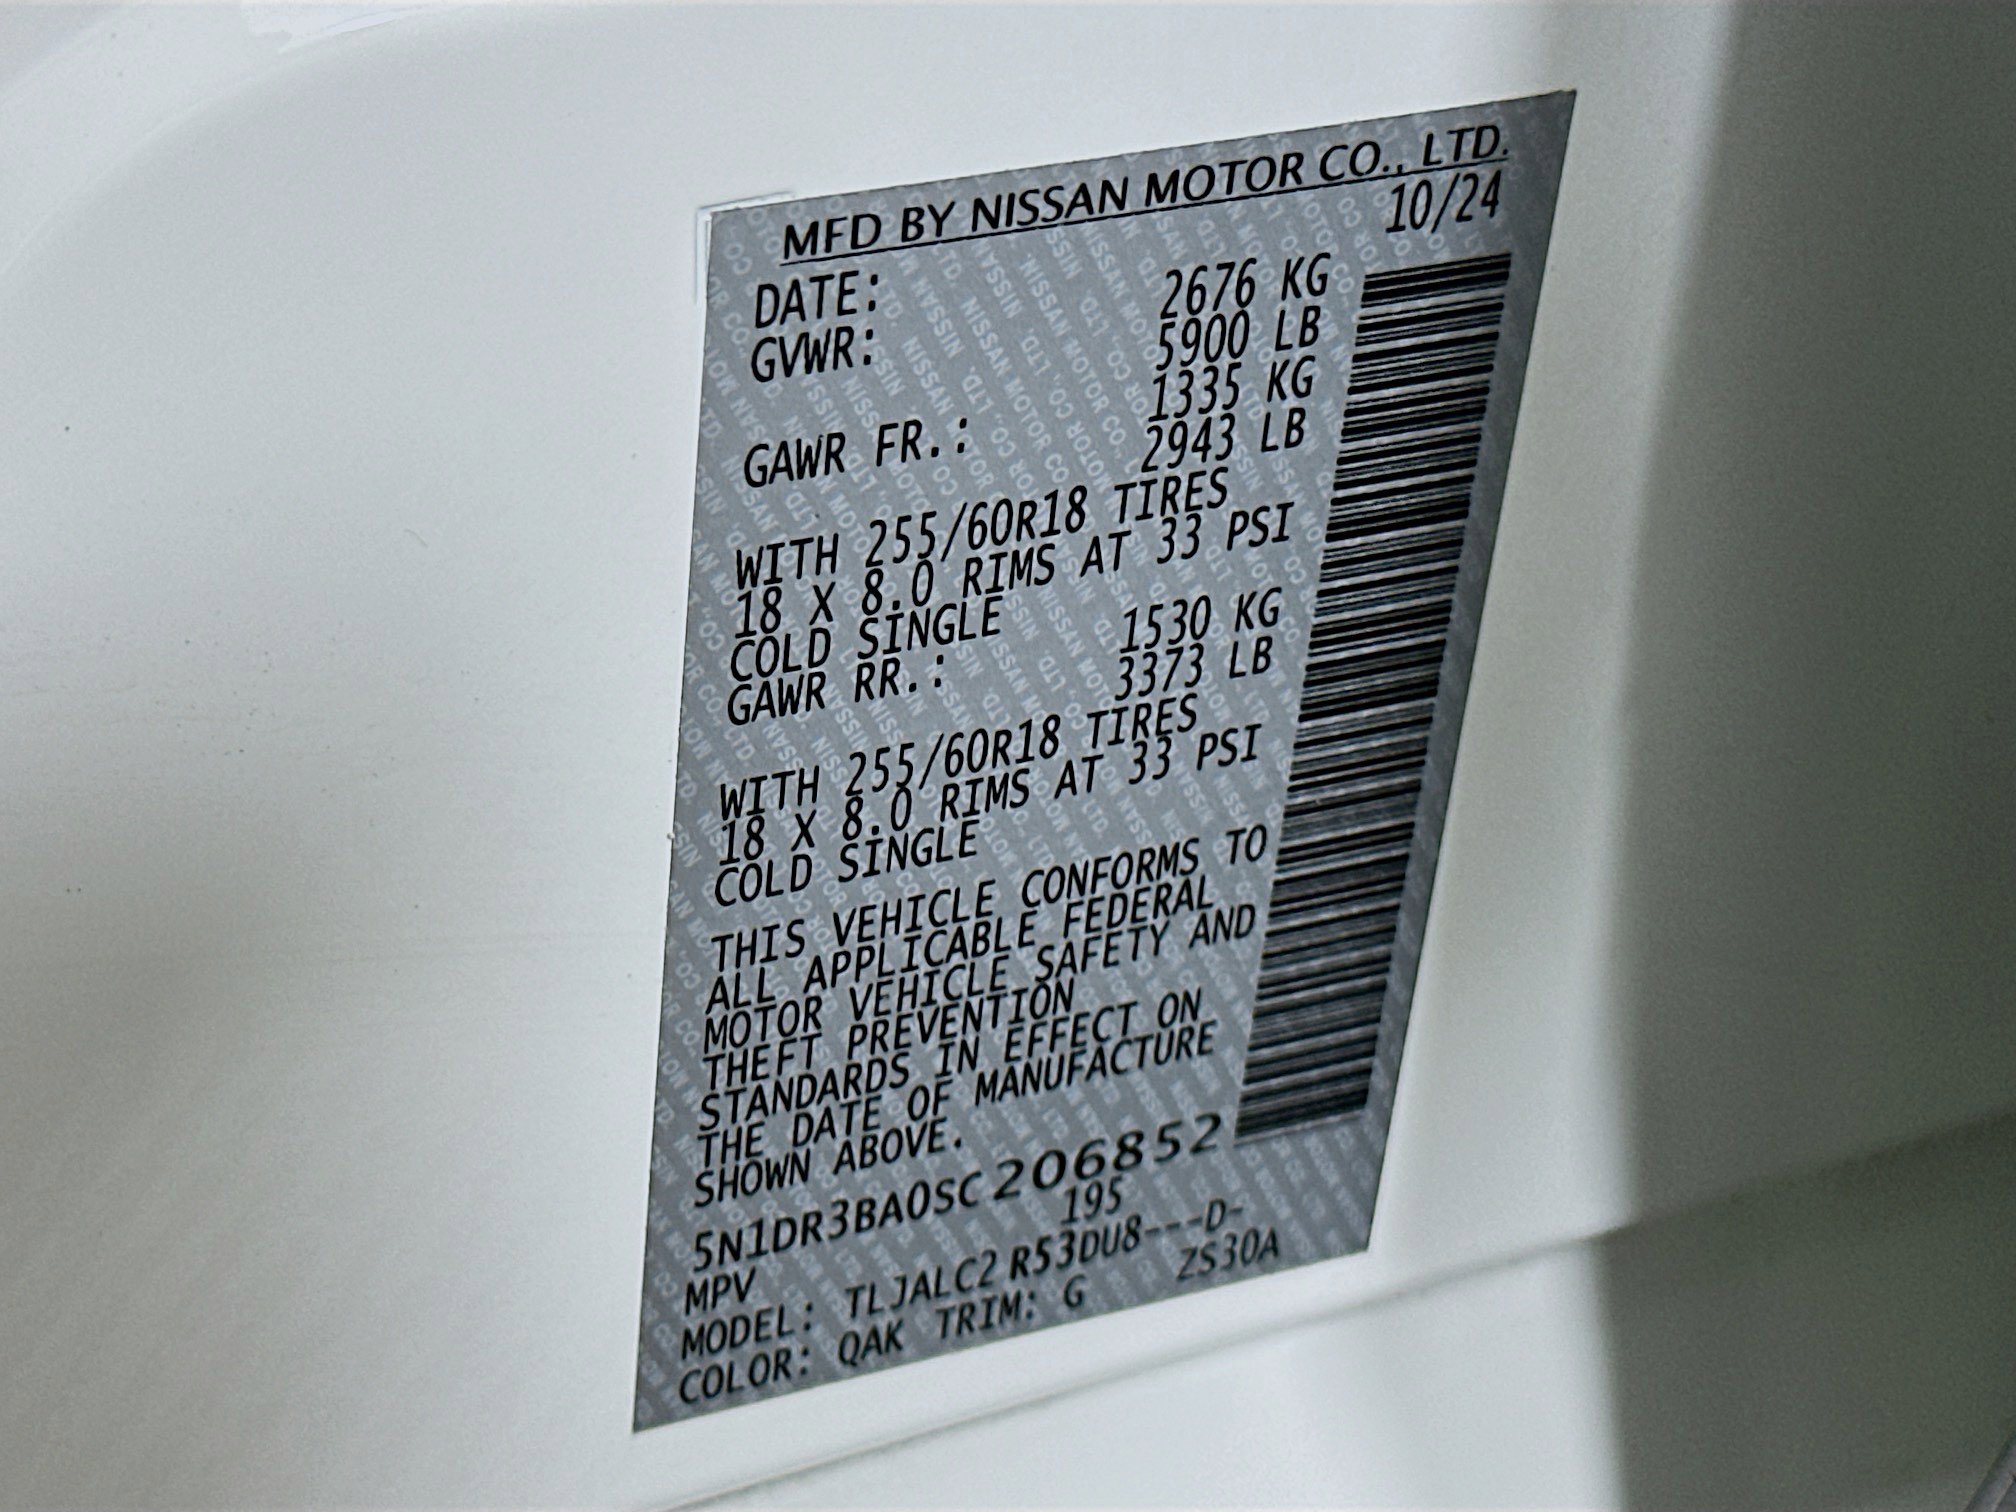 MFD BY NISSAN MOTOR CO., LTD.
DATE: 10/24
GVWR: 2676 KG
5900 LB
1335 KG
GAWR FR.: 2943 LB
WITH 255/60R18 TIRES
18 X 8.0 RIMS AT 33 PSI
COLD SINGLE
GAWR RR.: 1530 KG
3373 LB
WITH 255/60R18 TIRES
18 X 8.0 RIMS AT 33 PSI
COLD SINGLE
THIS VEHICLE CONFORMS TO
ALL APPLICABLE FEDERAL
MOTOR VEHICLE SAFETY AND
THEFT PREVENTION
STANDARDS IN EFFECT ON
THE DATE OF MANUFACTURE
SHOWN ABOVE.
5N1DR3BA0SC206852
MPV 195
MODEL: TLJALC2 R53DU8---D-
COLOR: QAK TRIM: G ZS30A